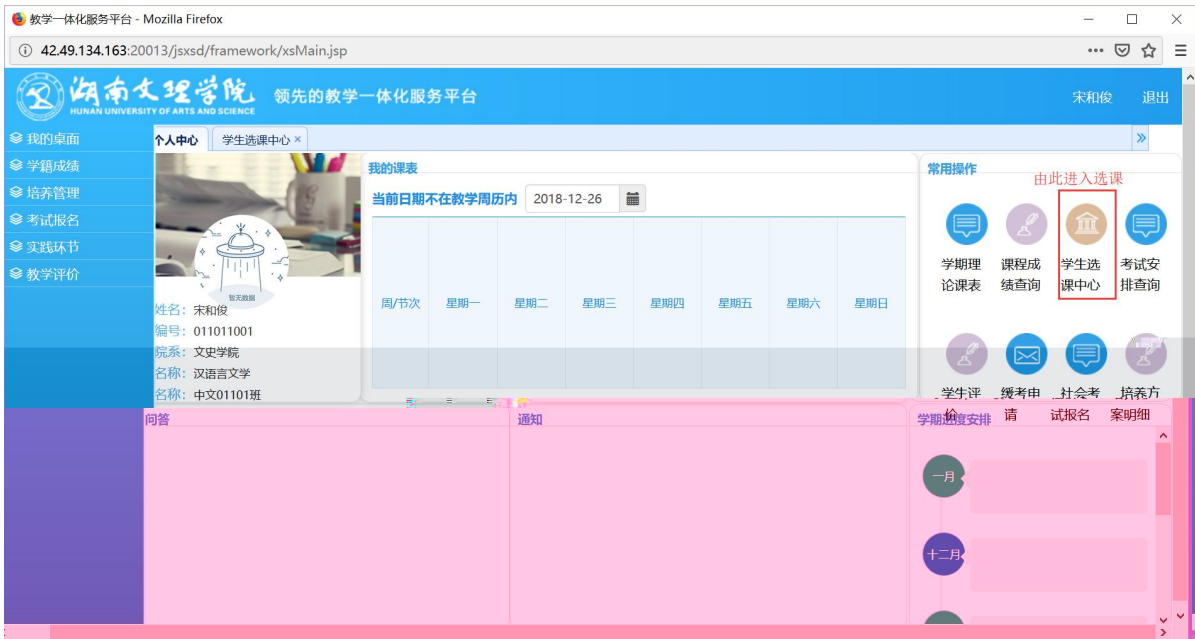 教学一体化服务平台 - Mozilla Firefox
42.49.134.163:20013/jsxsd/framework/xsMain.jsp
湖南文理学院
HUNAN UNIVERSITY OF ARTS AND SCIENCE
领先的教学一体化服务平台
宋和俊 退出
我的桌面
学籍成绩
培养管理
考试报名
实践环节
教学评价
个人中心 学生选课中心 ×
暂无数据
姓名: 宋和俊
编号: 011011001
院系: 文史学院
名称: 汉语言文学
名称: 中文01101班
我的课表
当前日期不在教学周历内 2018-12-26
周/节次 星期一 星期二 星期三 星期四 星期五 星期六 星期日
常用操作
由此进入选课
学期理论课表
课程成绩查询
学生选课中心
考试安排查询
学生评价
缓考申请
社会考试报名
培养方案明细
问答
通知
学期进度安排
一月
十二月